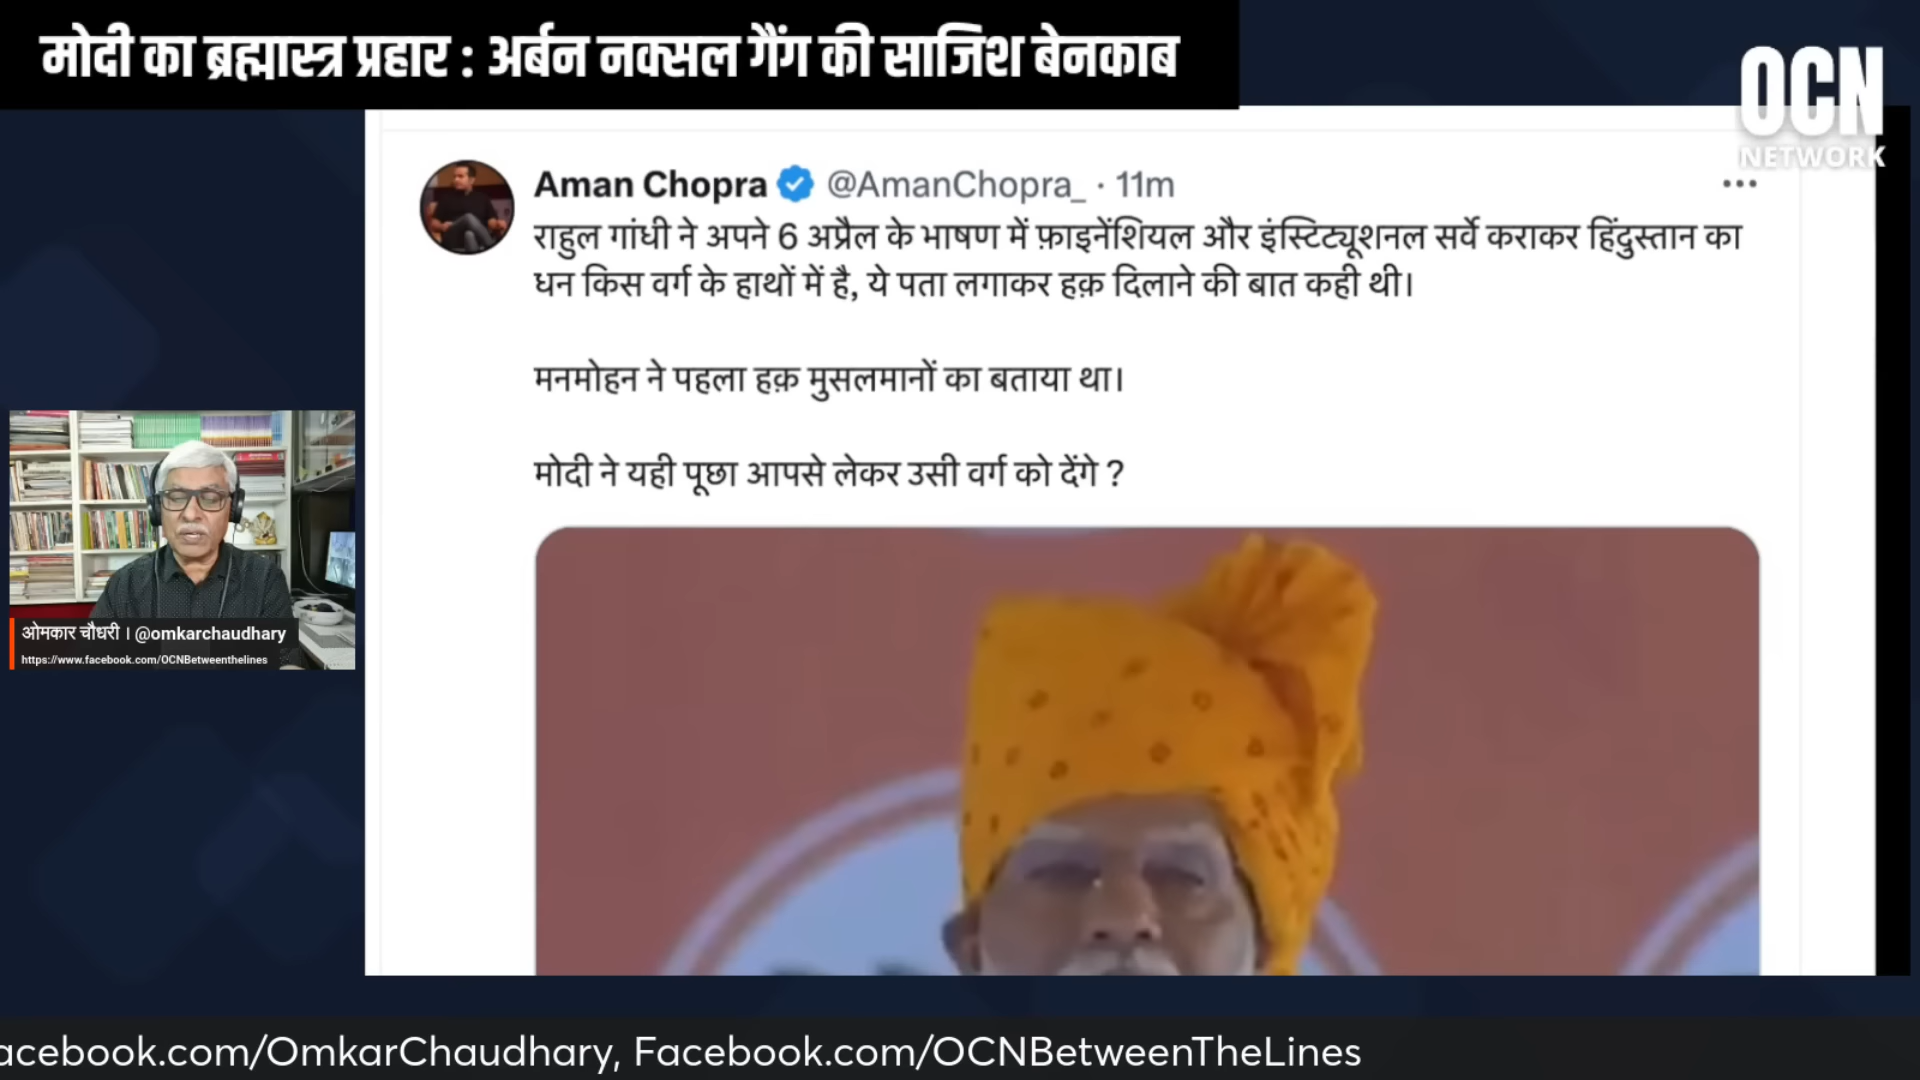 मोदी का ब्रह्मास्त्र प्रहार : अर्बन नक्सल गैंग की साजिश बेनकाब
OCN
NETWORK
Aman Chopra @AmanChopra_ · 11m
राहुल गांधी ने अपने 6 अप्रैल के भाषण में फ़ाइनेंशियल और इंस्टिट्यूशनल सर्वे कराकर हिंदुस्तान का
धन किस वर्ग के हाथों में है, ये पता लगाकर हक़ दिलाने की बात कही थी।
मनमोहन ने पहला हक़ मुसलमानों का बताया था।
मोदी ने यही पूछा आपसे लेकर उसी वर्ग को देंगे ?
ओमकार चौधरी । @omkarchaudhary
https://www.facebook.com/OCNBetweenthelines
acebook.com/OmkarChaudhary, Facebook.com/OCNBetweenTheLines